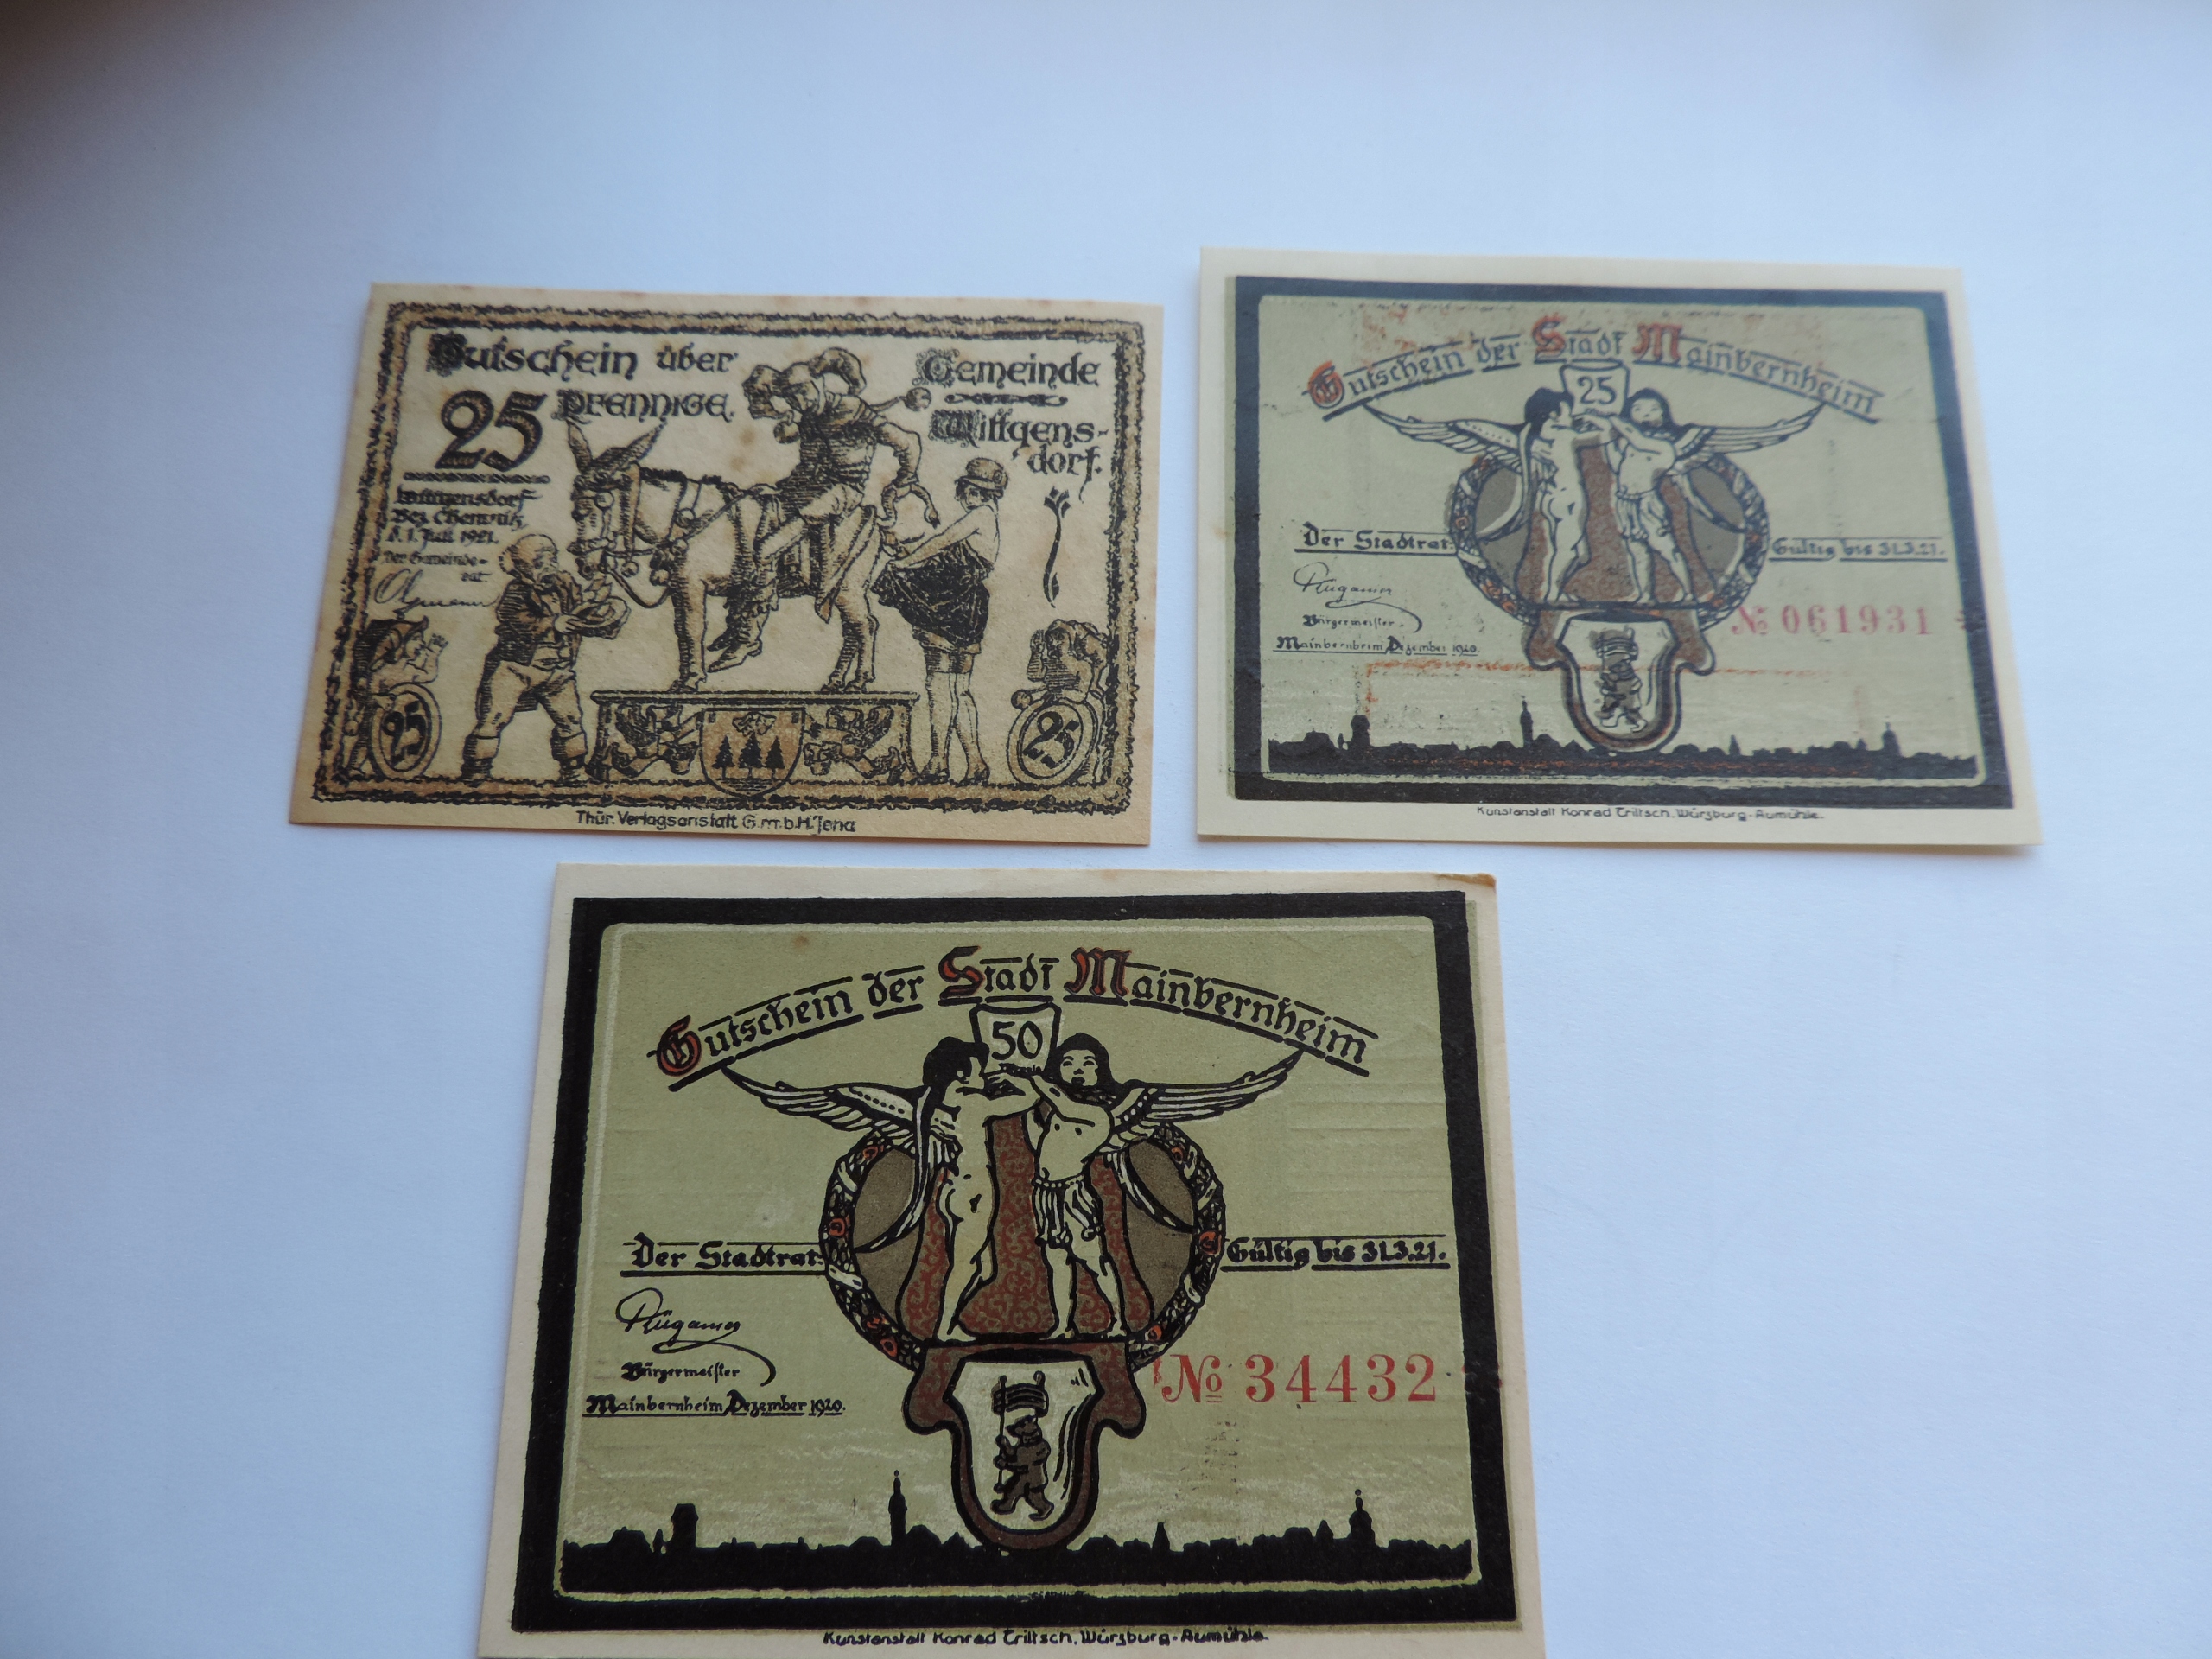 Gutschein über
25 PFENNIGE.
Gemeinde
Wittgens-
dorf.
Wittgensdorf
Bez. Chemnitz
d. 1. Juli 1921.
Der Gemeinde-
rat.
25
25
Thür. Verlagsanstalt G.m.b.H. Jena
Gutschein der Stadt Mainbernheim
25
Der Stadtrat:
Gültig bis 31.3.21.
Bürgermeister.
№ 061931
Mainbernheim, Dezember 1920.
Kunstanstalt Konrad Triltsch, Würzburg-Aumühle.
Gutschein der Stadt Mainbernheim
50
Der Stadtrat:
Gültig bis 31.3.21.
Bürgermeister
№ 34432
Mainbernheim, Dezember 1920.
Kunstanstalt Konrad Triltsch, Würzburg-Aumühle.